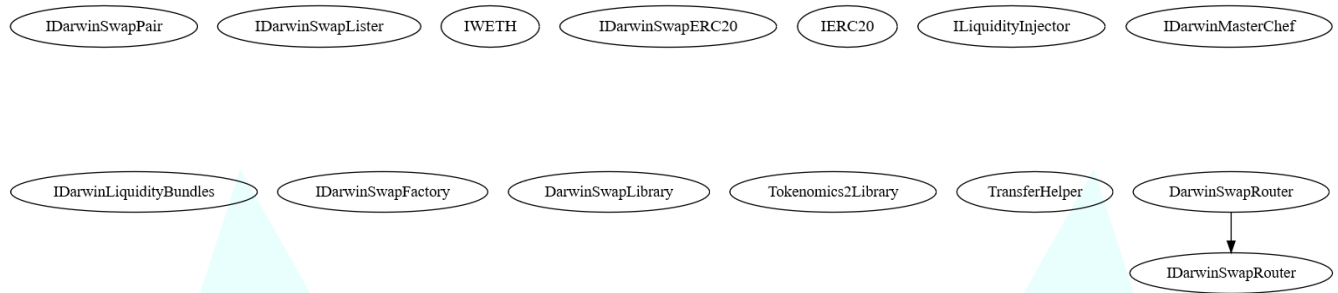 IDarwinSwapPair
IDarwinSwapLister
IWETH
IDarwinSwapERC20
IERC20
ILiquidityInjector
IDarwinMasterChef
IDarwinLiquidityBundles
IDarwinSwapFactory
DarwinSwapLibrary
Tokenomics2Library
TransferHelper
DarwinSwapRouter
IDarwinSwapRouter